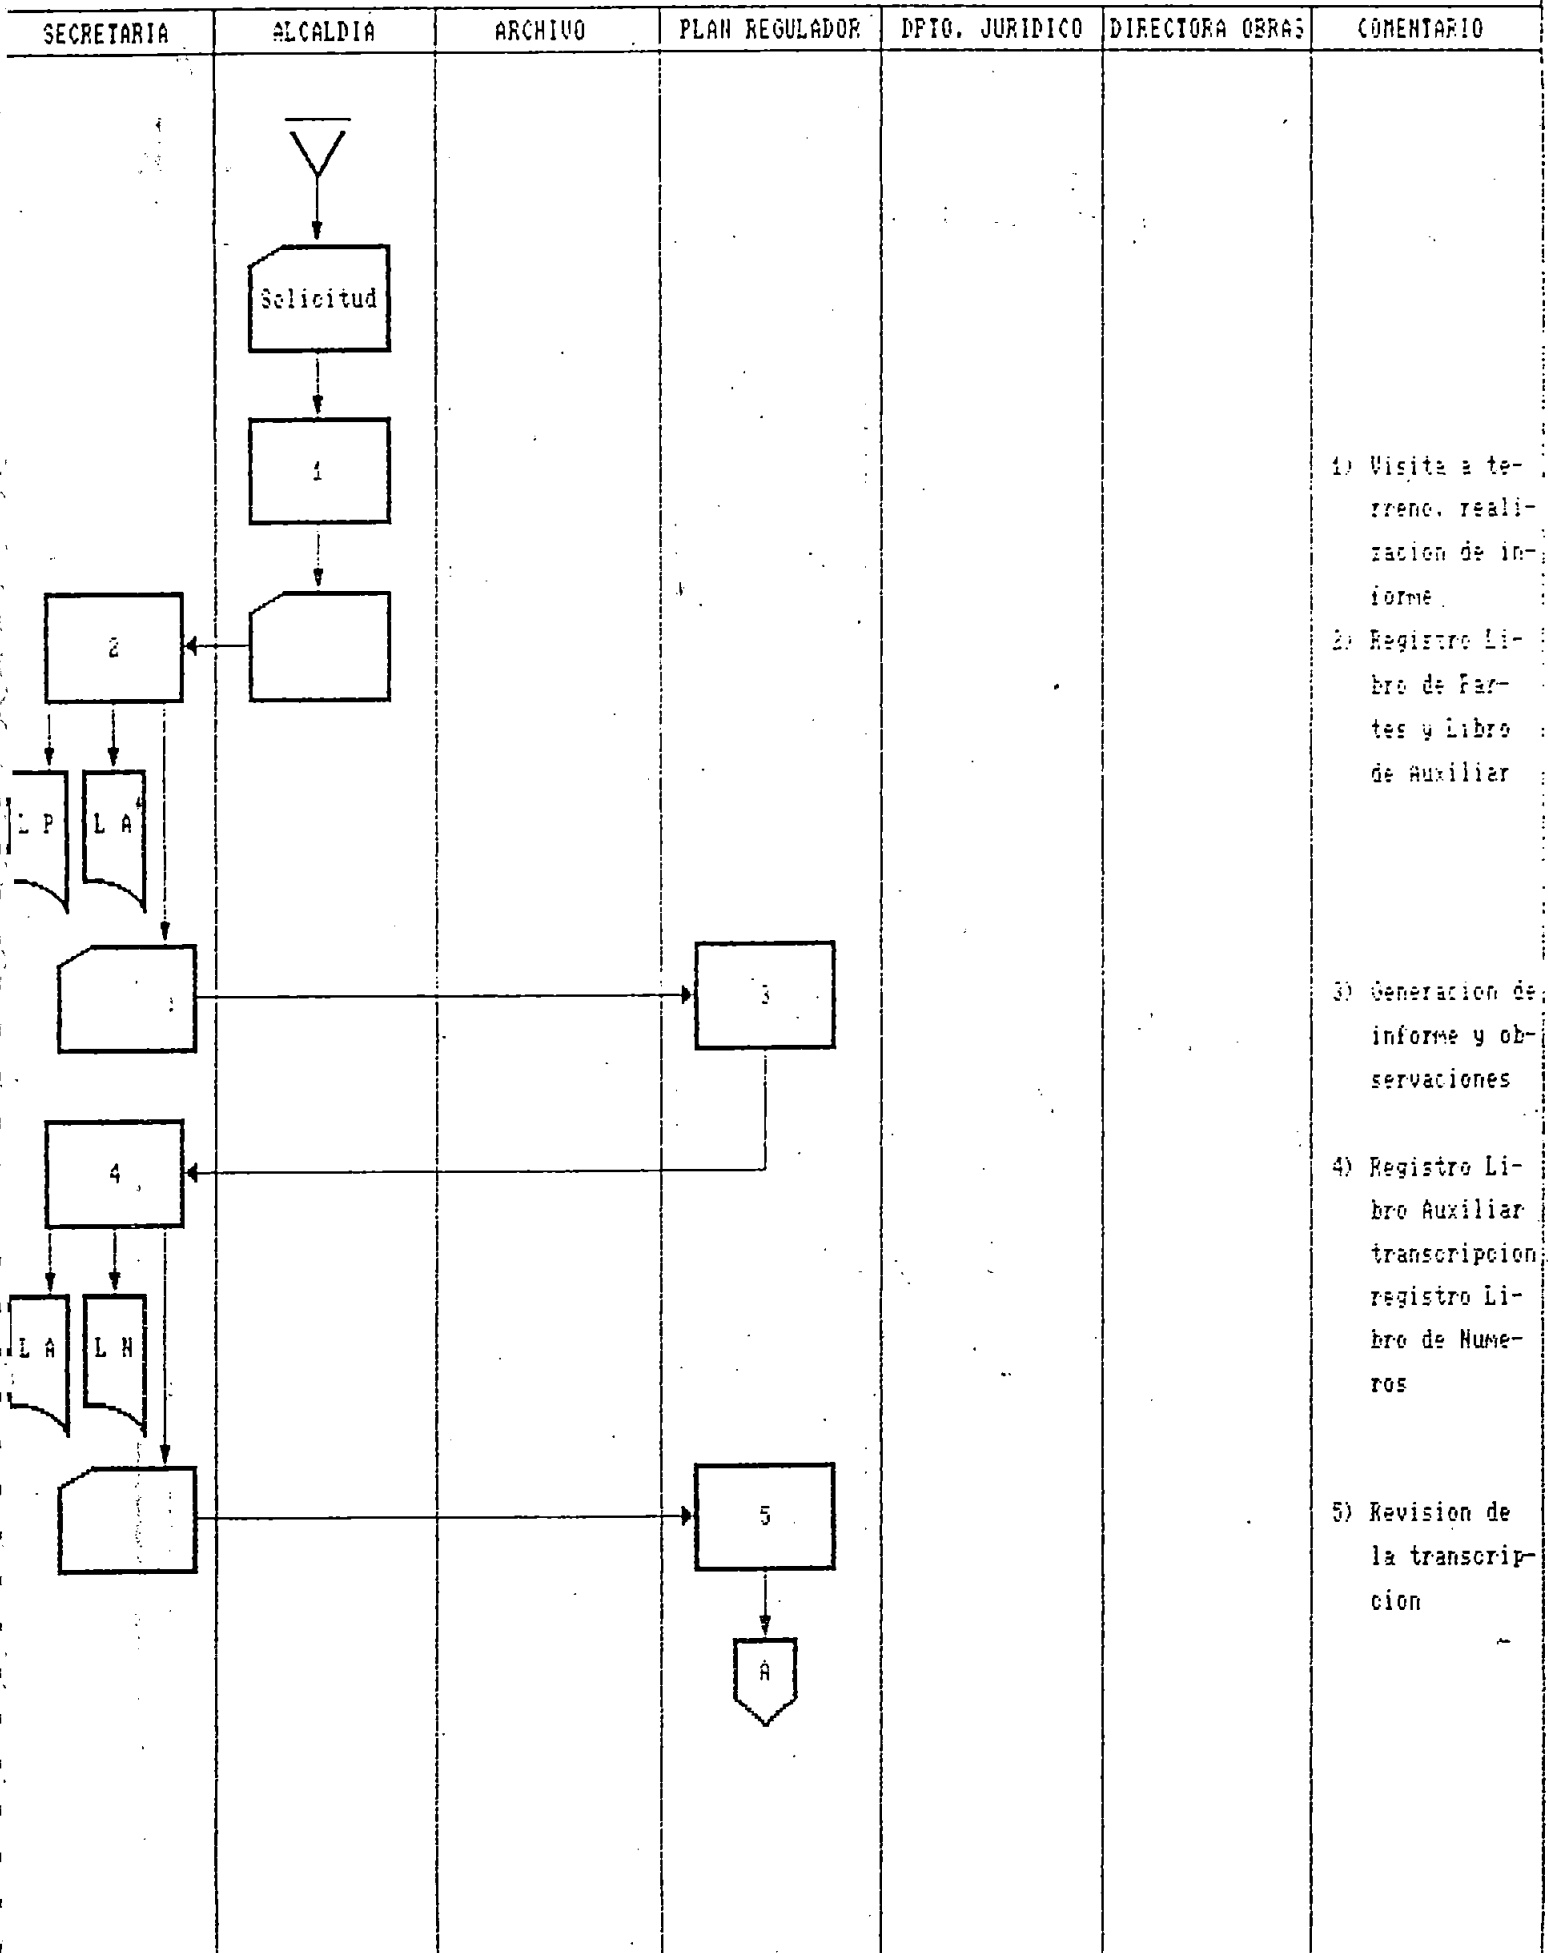 SECRETARIA ALCALDIA ARCHIVO PLAN REGULADOR DPTO. JURIDICO DIRECTORA OBRAS COMENTARIO
Solicitud
1
1) Visita a te-
rreno, reali-
zacion de in-
forme
2
2) Registro Li-
bro de Par-
tes y Libro
de Auxiliar
L P L A
3
3) Generacion de
informe y ob-
servaciones
4
4) Registro Li-
bro Auxiliar
transcripcion
registro Li-
bro de Nume-
ros
L A L N
5
5) Revision de
la transcrip-
cion
A